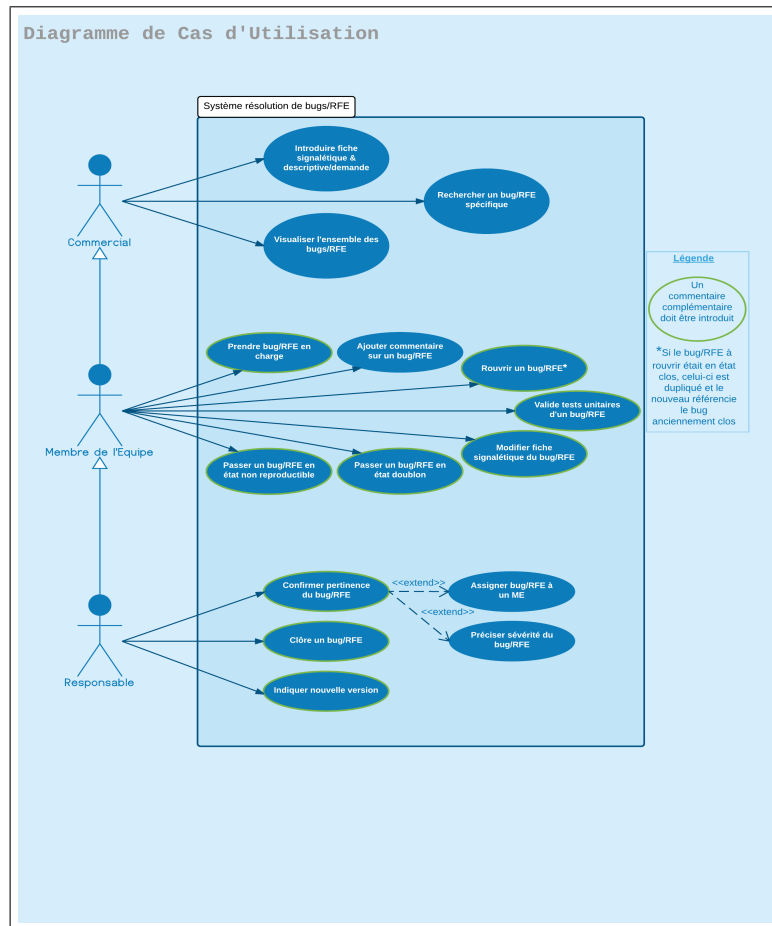 Diagramme de Cas d'Utilisation
Système résolution de bugs/RFE
Introduire fiche
signalétique &
descriptive/demande
Rechercher un bug/RFE
spécifique
Visualiser l'ensemble des
bugs/RFE
Commercial
Légende
Un
commentaire
complémentaire
doit être introduit
*Si le bug/RFE à
rouvrir était en état
clos, celui-ci est
dupliqué et le
nouveau référencie
le bug
anciennement clos
Prendre bug/RFE en
charge
Ajouter commentaire
sur un bug/RFE
Rouvrir un bug/RFE*
Valide tests unitaires
d'un bug/RFE
Modifier fiche
signalétique du bug/RFE
Passer un bug/RFE en
état non reproductible
Passer un bug/RFE en
état doublon
Membre de l'Equipe
Confirmer pertinence
du bug/RFE
<<extend>>
Assigner bug/RFE à
un ME
<<extend>>
Clôre un bug/RFE
Préciser sévérité du
bug/RFE
Indiquer nouvelle version
Responsable